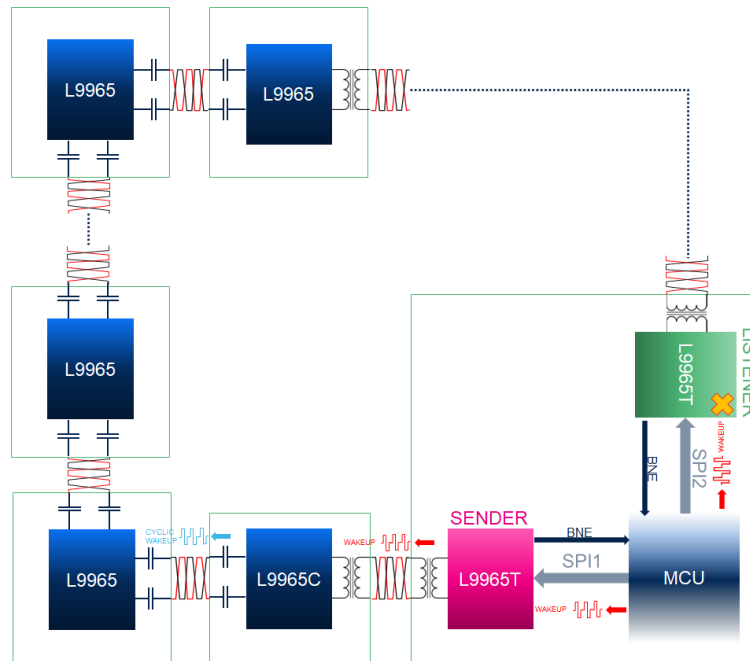 L9965
L9965
L9965
L9965T
LISTENER
WAKEUP
BNE
SPI2
CYCLIC
WAKEUP
SENDER
WAKEUP
BNE
L9965
L9965C
L9965T
SPI1
MCU
WAKEUP